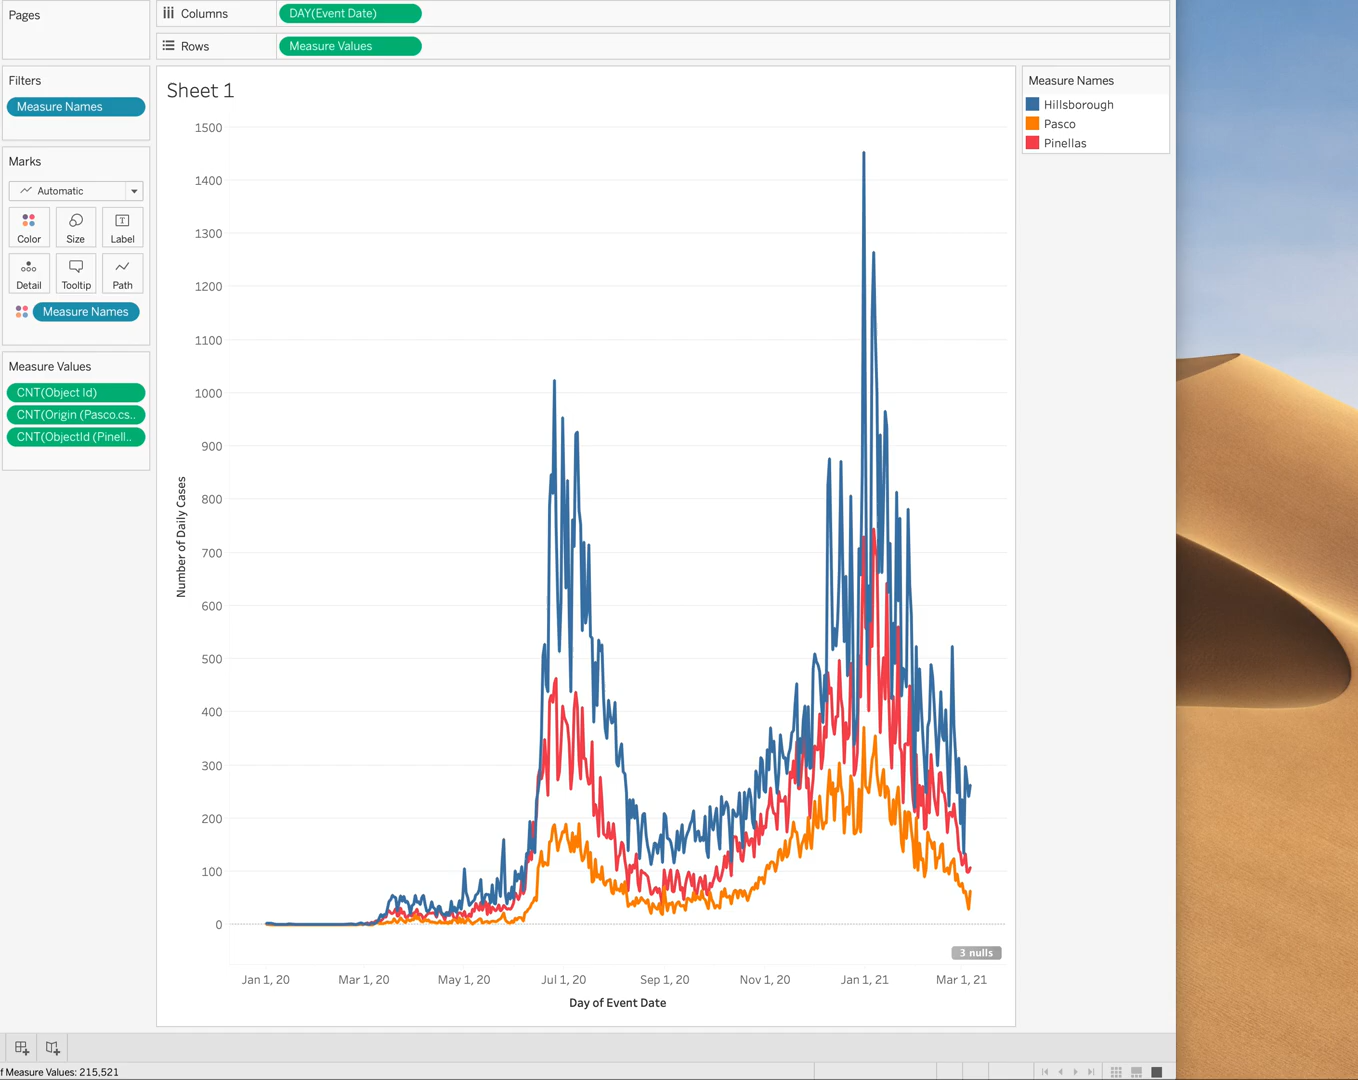 Pages
Columns
DAY(Event Date)
Rows
Measure Values
Filters
Measure Names
Marks
Automatic
Color
Size
Label
Detail
Tooltip
Path
Measure Names
Measure Values
CNT(Object Id)
CNT(Origin (Pasco.cs..
CNT(ObjectId (Pinell..
Sheet 1
1500
1400
1300
1200
1100
1000
900
800
700
600
500
400
300
200
100
0
Number of Daily Cases
3 nulls
Jan 1, 20
Mar 1, 20
May 1, 20
Jul 1, 20
Sep 1, 20
Nov 1, 20
Jan 1, 21
Mar 1, 21
Day of Event Date
Measure Names
Hillsborough
Pasco
Pinellas
f Measure Values: 215,521